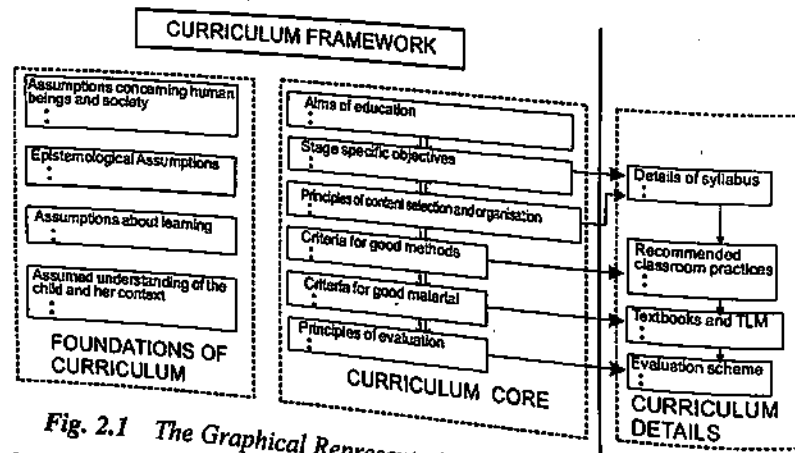 CURRICULUM FRAMEWORK
Assumptions concerning human
beings and society
Epistemological Assumptions
Assumptions about learning
Assumed understanding of the
child and her context
FOUNDATIONS OF
CURRICULUM
Aims of education
Stage specific objectives
Principles of content selection and organisation
Criteria for good methods
Criteria for good material
Principles of evaluation
CURRICULUM CORE
Details of syllabus
Recommended
classroom practices
Textbooks and TLM
Evaluation scheme
CURRICULUM
DETAILS
Fig. 2.1 The Graphical